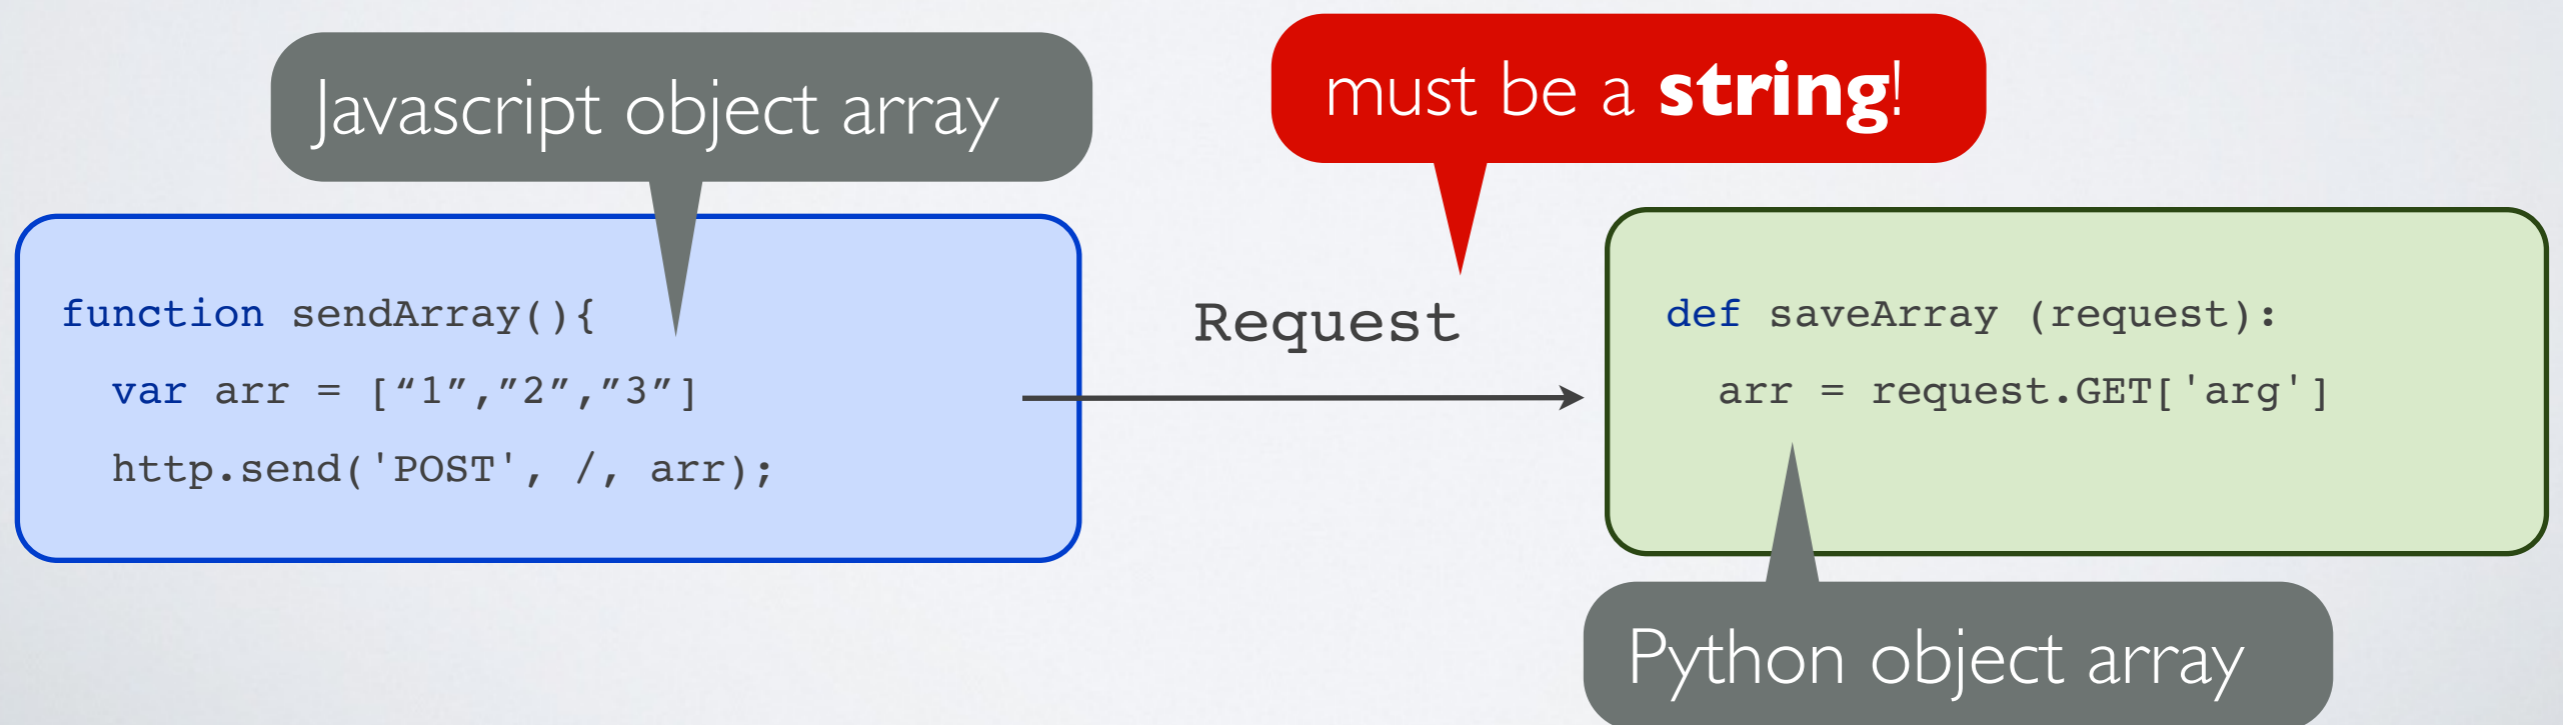 Javascript object array
must be a string!
function sendArray(){
var arr = [“1”,”2”,”3”]
http.send('POST', /, arr);
Request
def saveArray (request):
arr = request.GET['arg']
Python object array